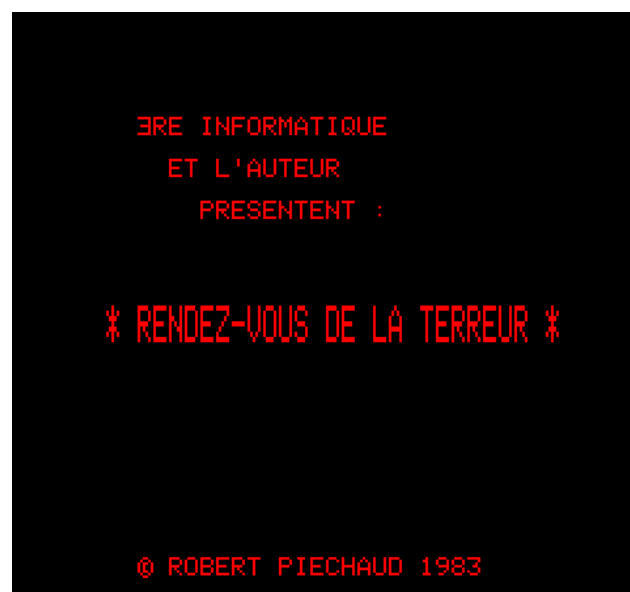 ƎRE INFORMATIQUE
ET L'AUTEUR
PRESENTENT :
* RENDEZ-VOUS DE LA TERREUR *
© ROBERT PIECHAUD 1983